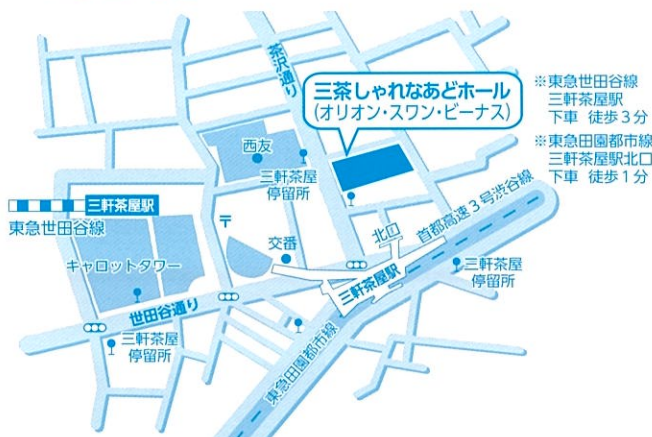 茶沢通り
三茶しゃれなあどホール
(オリオン・スワン・ビーナス)
※東急世田谷線
三軒茶屋駅
下車 徒歩3分
※東急田園都市線
三軒茶屋駅北口
下車 徒歩1分
西友
三軒茶屋
停留所
三軒茶屋駅
東急世田谷線
〒
交番
北口
首都高速3号渋谷線
キャロットタワー
三軒茶屋駅
三軒茶屋
停留所
世田谷通り
三軒茶屋
停留所
東急田園都市線